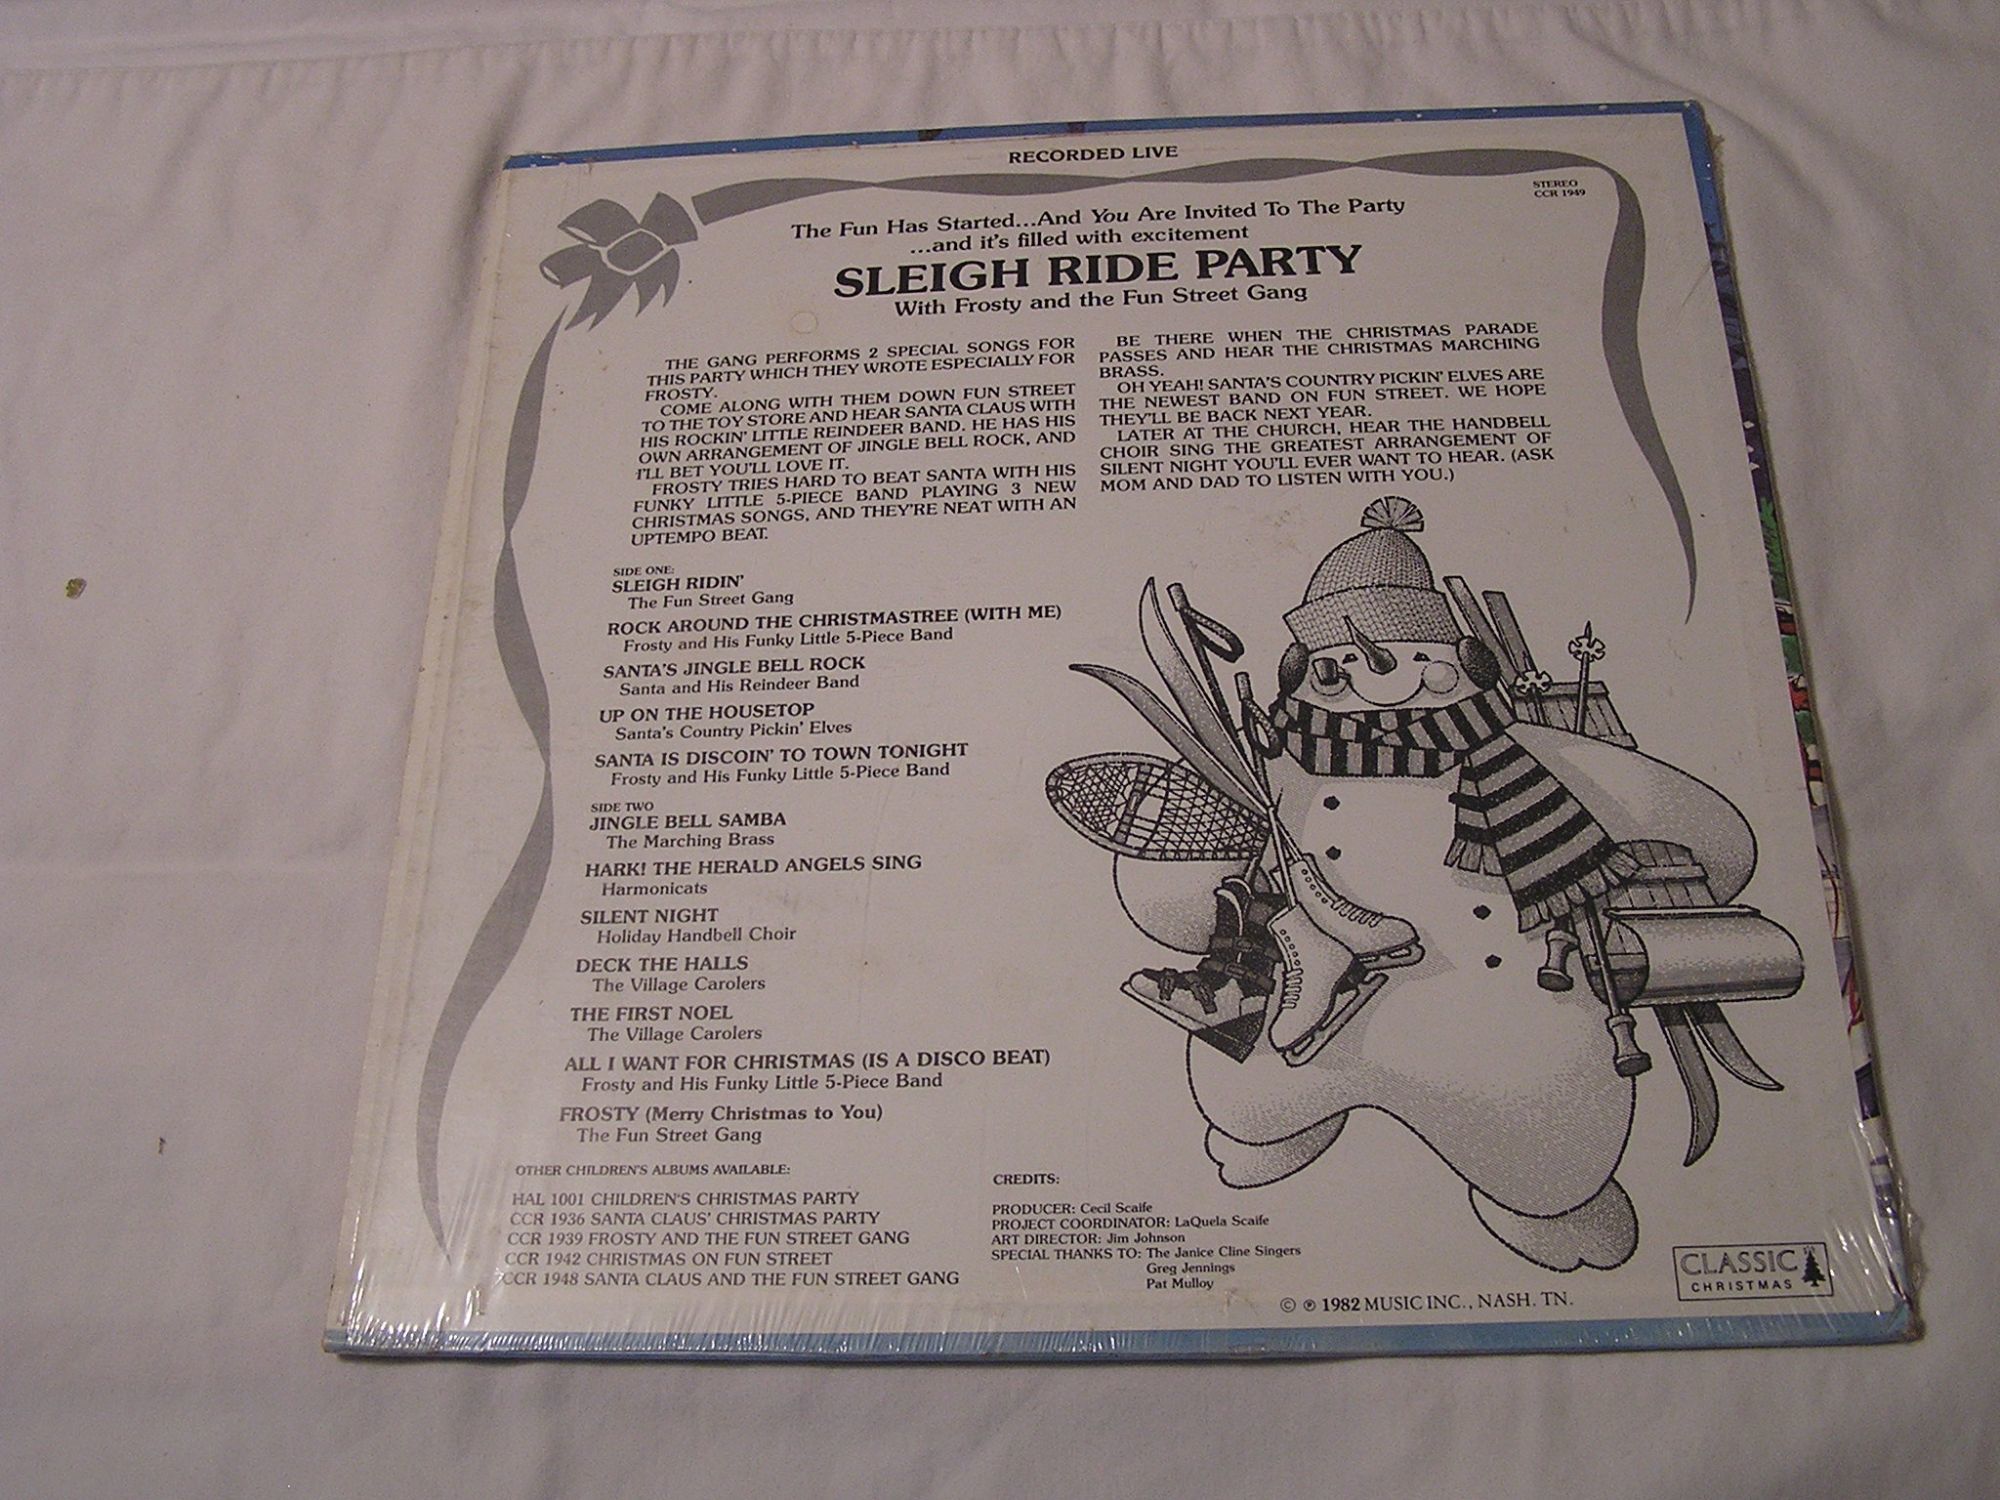 RECORDED LIVE
STEREO
CCR 1949
The Fun Has Started...And You Are Invited To The Party
...and it's filled with excitement
SLEIGH RIDE PARTY
With Frosty and the Fun Street Gang
THE GANG PERFORMS 2 SPECIAL SONGS FOR
THIS PARTY WHICH THEY WROTE ESPECIALLY FOR
FROSTY.
COME ALONG WITH THEM DOWN FUN STREET
TO THE TOY STORE AND HEAR SANTA CLAUS WITH
HIS ROCKIN' LITTLE REINDEER BAND. HE HAS HIS
OWN ARRANGEMENT OF JINGLE BELL ROCK, AND
I'LL BET YOU'LL LOVE IT.
FROSTY TRIES HARD TO BEAT SANTA WITH HIS
FUNKY LITTLE 5-PIECE BAND PLAYING 3 NEW
CHRISTMAS SONGS, AND THEY'RE NEAT WITH AN
UPTEMPO BEAT.
BE THERE WHEN THE CHRISTMAS PARADE
PASSES AND HEAR THE CHRISTMAS MARCHING
BRASS.
OH YEAH! SANTA'S COUNTRY PICKIN' ELVES ARE
THE NEWEST BAND ON FUN STREET. WE HOPE
THEY'LL BE BACK NEXT YEAR.
LATER AT THE CHURCH, HEAR THE HANDBELL
CHOIR SING THE GREATEST ARRANGEMENT OF
SILENT NIGHT YOU'LL EVER WANT TO HEAR. (ASK
MOM AND DAD TO LISTEN WITH YOU.)
SIDE ONE:
SLEIGH RIDIN'
The Fun Street Gang
ROCK AROUND THE CHRISTMASTREE (WITH ME)
Frosty and His Funky Little 5-Piece Band
SANTA'S JINGLE BELL ROCK
Santa and His Reindeer Band
UP ON THE HOUSETOP
Santa's Country Pickin' Elves
SANTA IS DISCOIN' TO TOWN TONIGHT
Frosty and His Funky Little 5-Piece Band
SIDE TWO
JINGLE BELL SAMBA
The Marching Brass
HARK! THE HERALD ANGELS SING
Harmonicats
SILENT NIGHT
Holiday Handbell Choir
DECK THE HALLS
The Village Carolers
THE FIRST NOEL
The Village Carolers
ALL I WANT FOR CHRISTMAS (IS A DISCO BEAT)
Frosty and His Funky Little 5-Piece Band
FROSTY (Merry Christmas to You)
The Fun Street Gang
OTHER CHILDREN'S ALBUMS AVAILABLE:
HAL 1001 CHILDREN'S CHRISTMAS PARTY
CCR 1936 SANTA CLAUS' CHRISTMAS PARTY
CCR 1939 FROSTY AND THE FUN STREET GANG
CCR 1942 CHRISTMAS ON FUN STREET
CCR 1948 SANTA CLAUS AND THE FUN STREET GANG
CREDITS:
PRODUCER: Cecil Scaife
PROJECT COORDINATOR: LaQuela Scaife
ART DIRECTOR: Jim Johnson
SPECIAL THANKS TO: The Janice Cline Singers
Greg Jennings
Pat Mulloy
© ℗ 1982 MUSIC INC., NASH. TN.
CLASSIC
CHRISTMAS